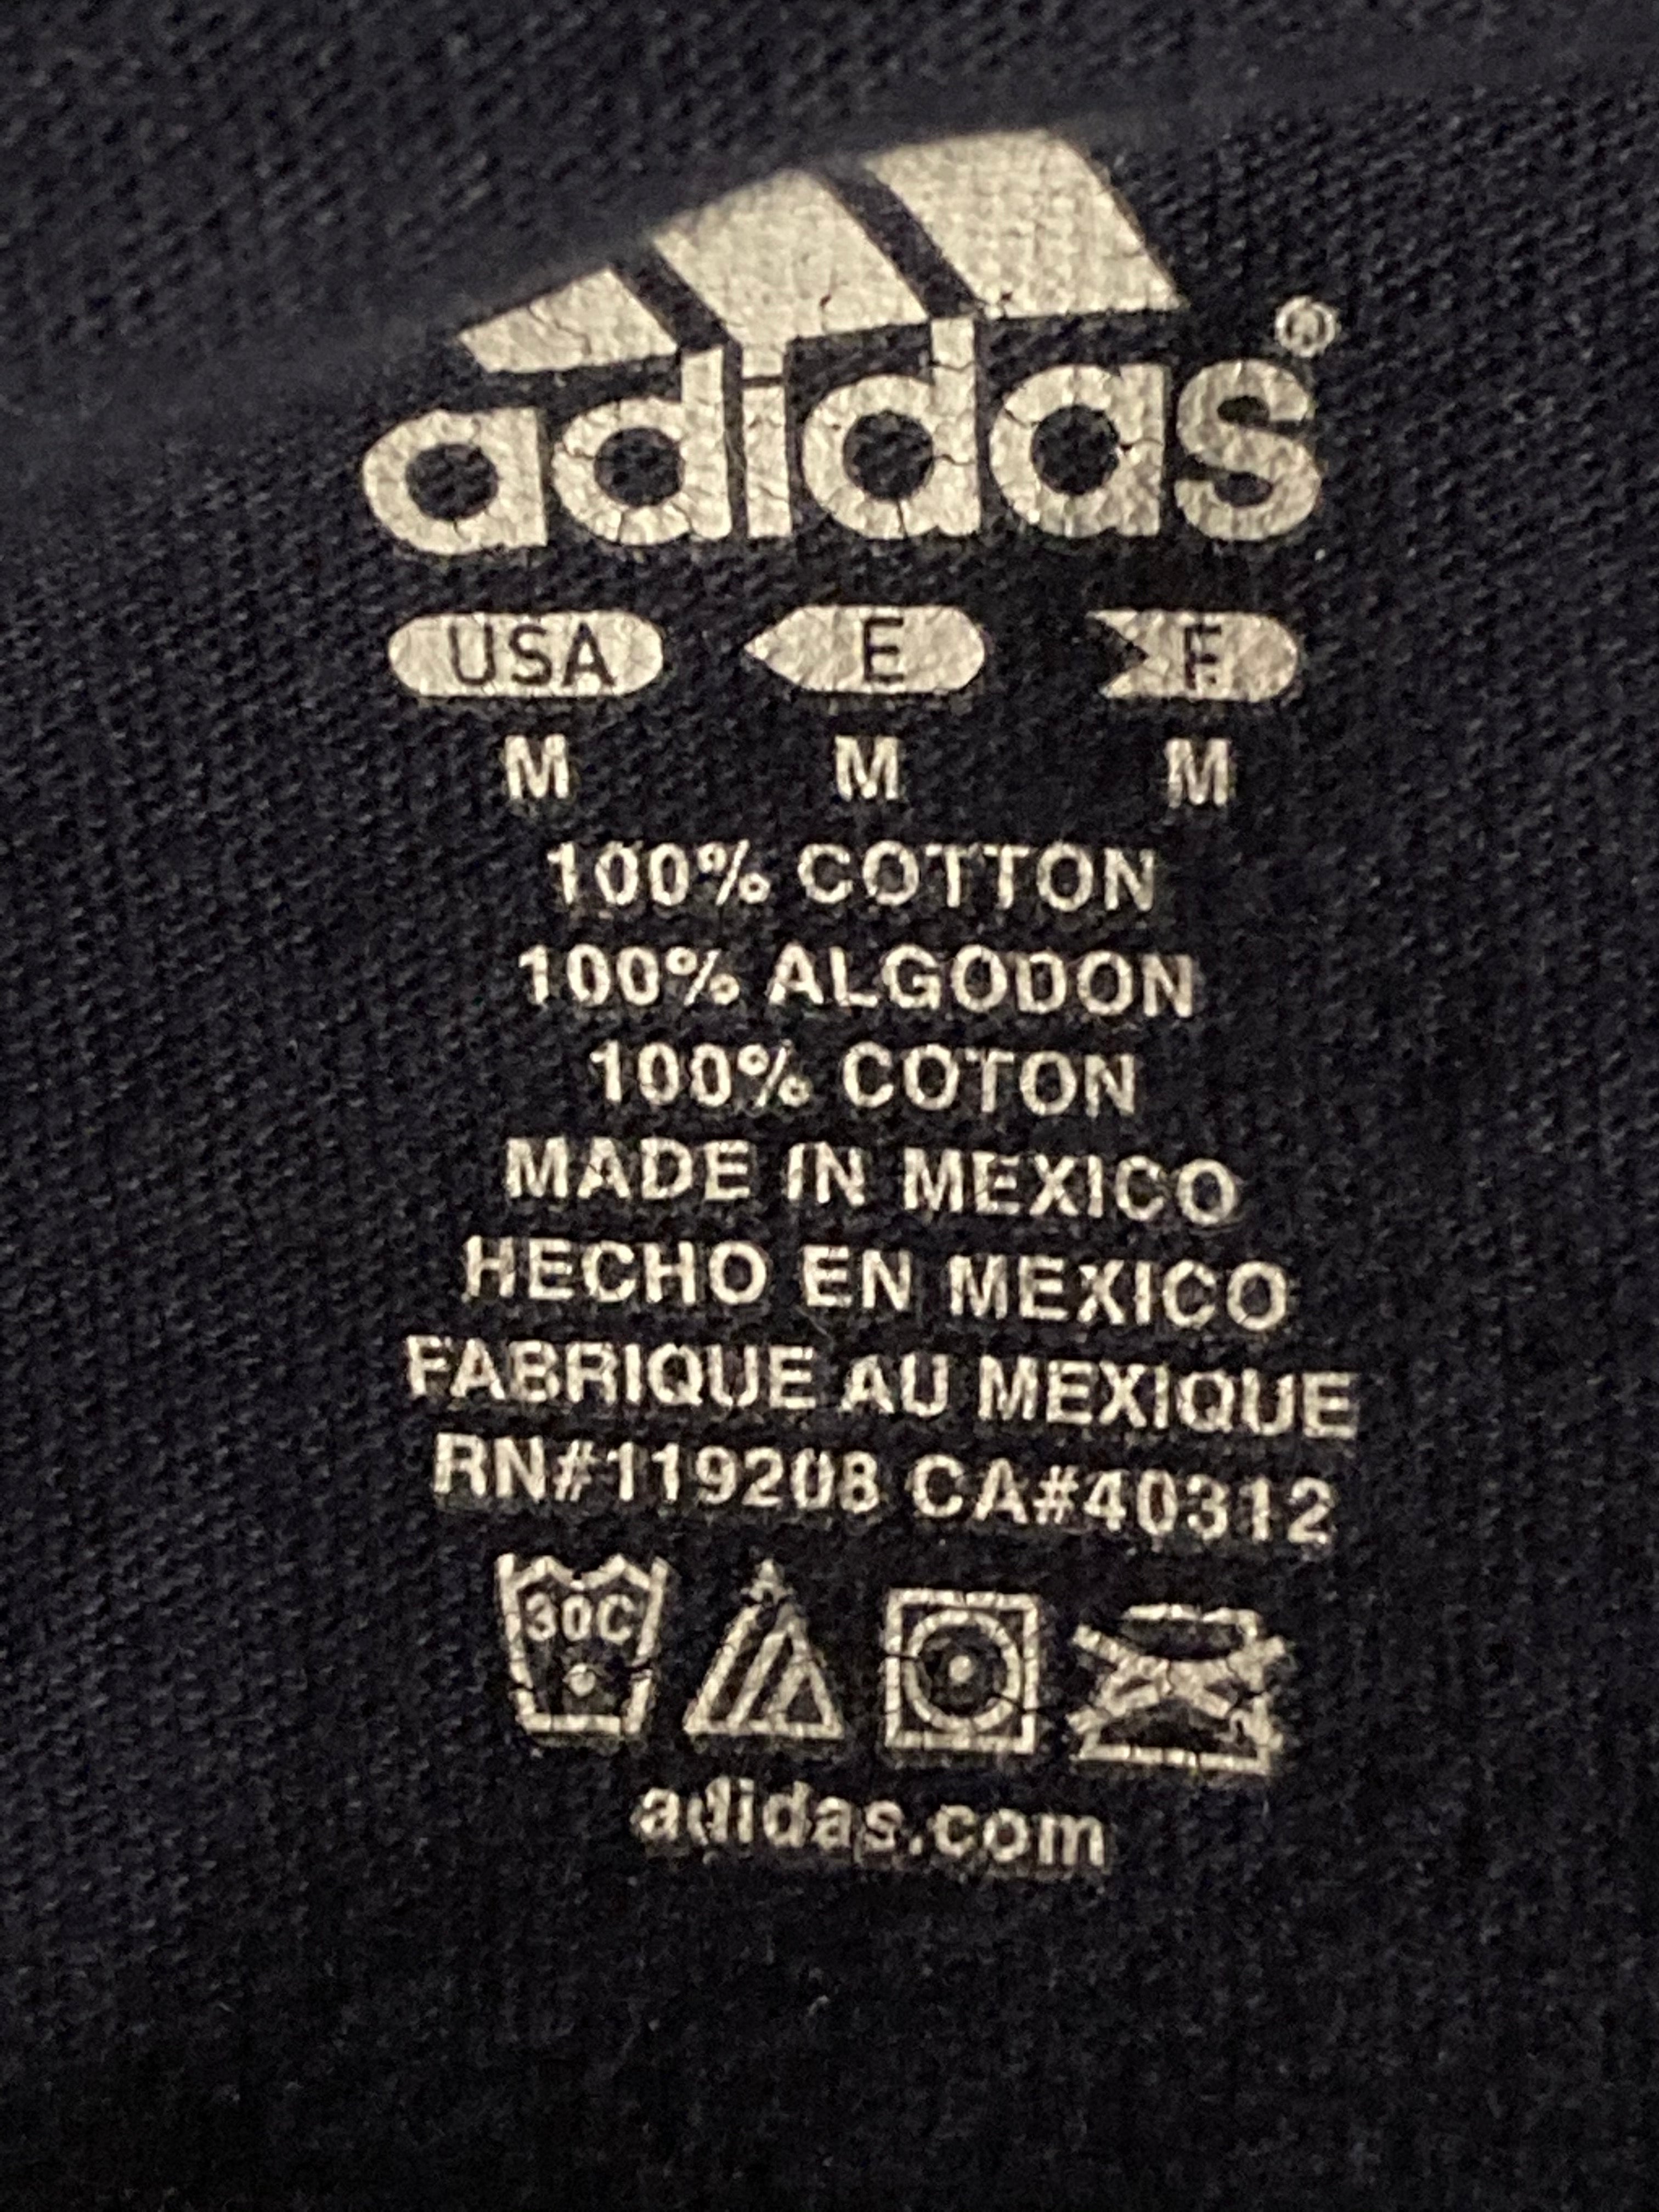 adidas®
USA E F
M M M
100% COTTON
100% ALGODON
100% COTON
MADE IN MEXICO
HECHO EN MEXICO
FABRIQUE AU MEXIQUE
RN#119208 CA#40312
30C
adidas.com